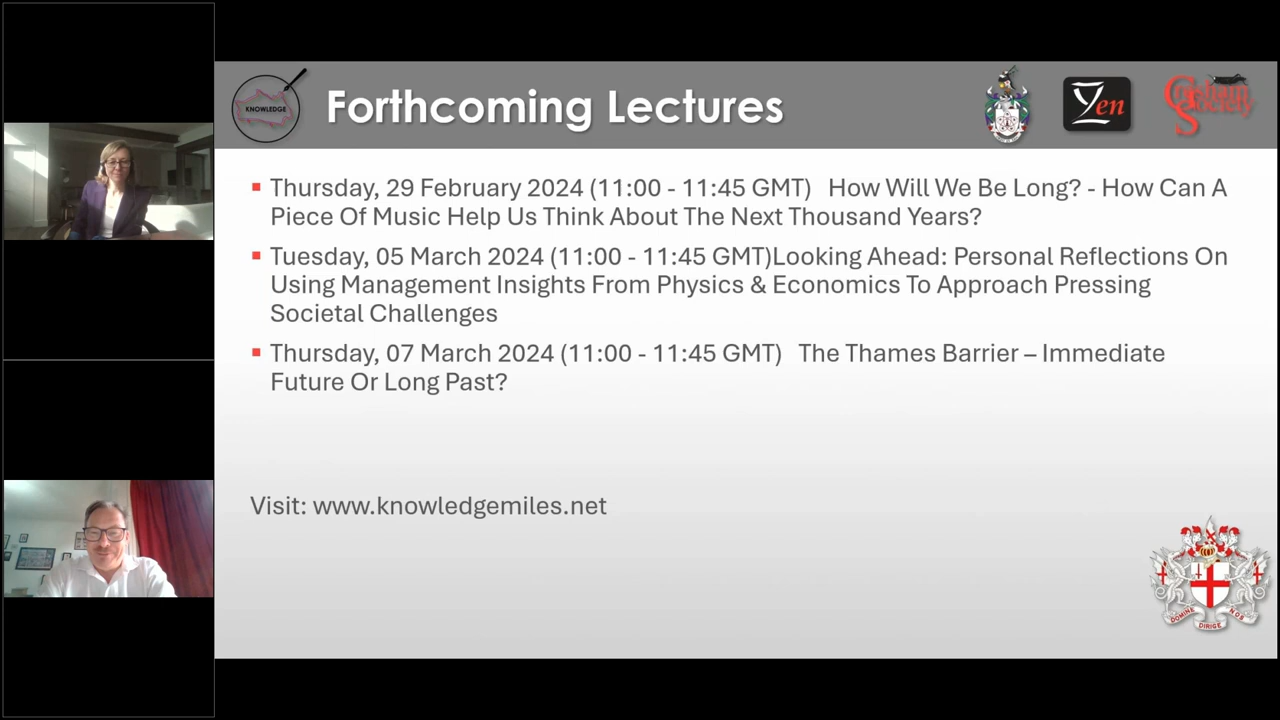 KNOWLEDGE
Forthcoming Lectures
Zen
Gresham
Society
Thursday, 29 February 2024 (11:00 - 11:45 GMT) How Will We Be Long? - How Can A
Piece Of Music Help Us Think About The Next Thousand Years?
Tuesday, 05 March 2024 (11:00 - 11:45 GMT)Looking Ahead: Personal Reflections On
Using Management Insights From Physics & Economics To Approach Pressing
Societal Challenges
Thursday, 07 March 2024 (11:00 - 11:45 GMT) The Thames Barrier – Immediate
Future Or Long Past?
Visit: www.knowledgemiles.net
DOMINE DIRIGE NOS